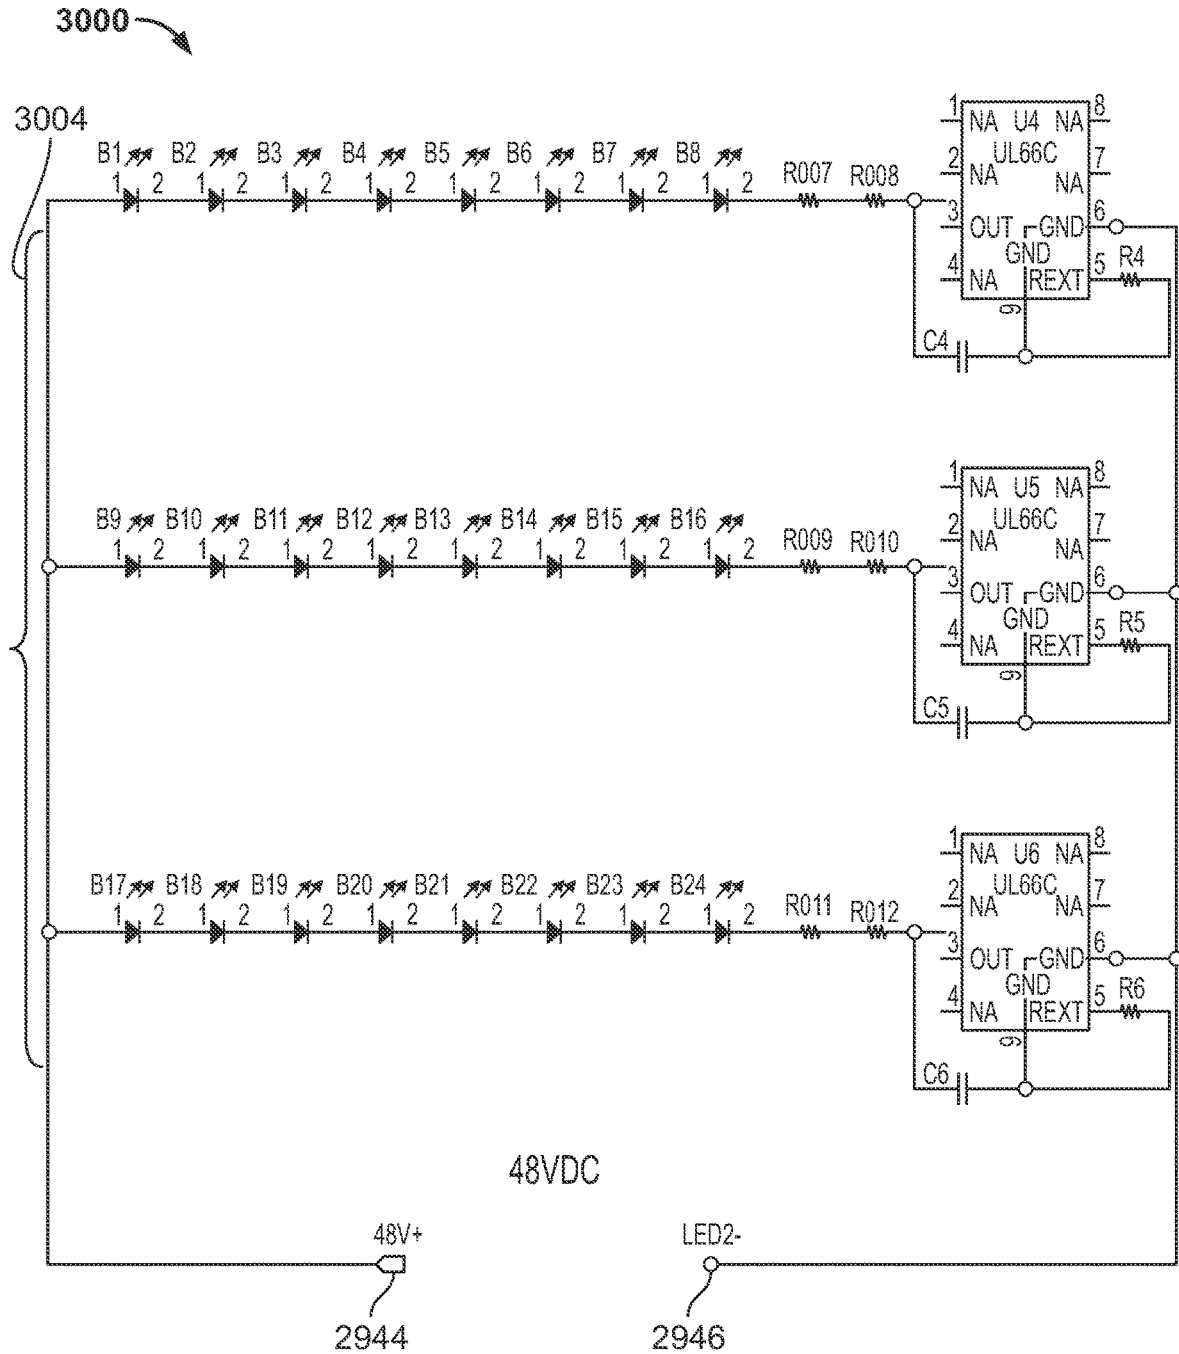 3000
3004
B1 B2 B3 B4 B5 B6 B7 B8
1 2 1 2 1 2 1 2 1 2 1 2 1 2 1 2
R007 R008
1 NA U4 NA 8
UL66C
2 NA NA 7
3 OUT GND 6
GND
4 NA REXT 5 R4
9
C4
B9 B10 B11 B12 B13 B14 B15 B16
1 2 1 2 1 2 1 2 1 2 1 2 1 2 1 2
R009 R010
1 NA U5 NA 8
UL66C
2 NA NA 7
3 OUT GND 6
GND
4 NA REXT 5 R5
9
C5
B17 B18 B19 B20 B21 B22 B23 B24
1 2 1 2 1 2 1 2 1 2 1 2 1 2 1 2
R011 R012
1 NA U6 NA 8
UL66C
2 NA NA 7
3 OUT GND 6
GND
4 NA REXT 5 R6
9
C6
48VDC
48V+ LED2-
2944 2946